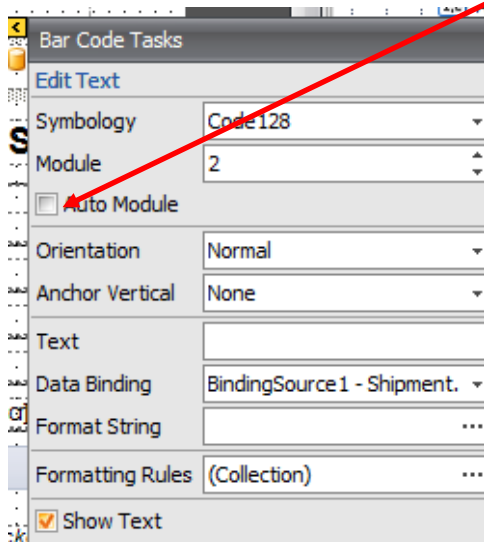 Bar Code Tasks
Edit Text
Symbology Code128
Module 2
Auto Module
Orientation Normal
Anchor Vertical None
Text
Data Binding BindingSource1 - Shipment.
Format String ...
Formatting Rules (Collection) ...
Show Text